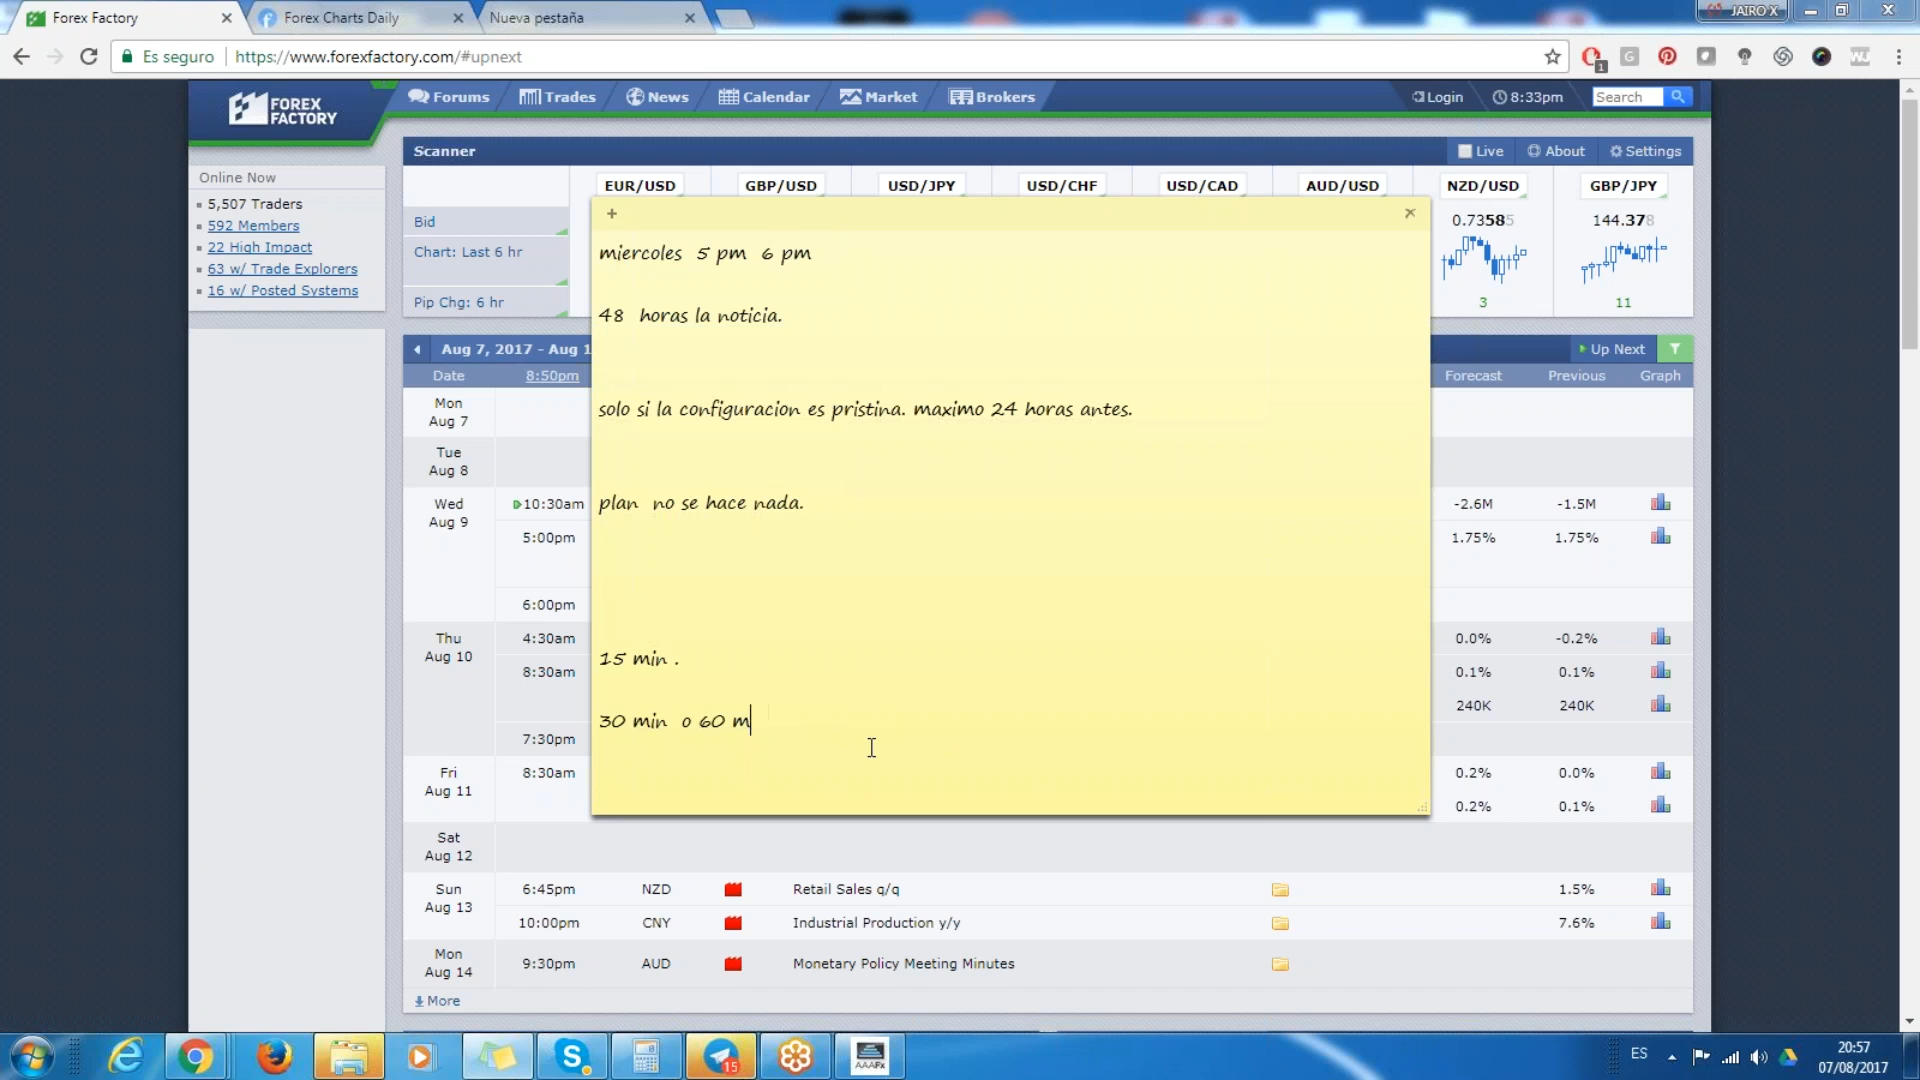 Forex Factory
Forex Charts Daily
Nueva pestaña
JAIRO X
Es seguro
https://www.forexfactory.com/#upnext
1
FOREX
FACTORY
Forums
Trades
News
Calendar
Market
Brokers
Login
8:33pm
Search
Online Now
5,507 Traders
592 Members
22 High Impact
63 w/ Trade Explorers
16 w/ Posted Systems
Scanner
Live
About
Settings
EUR/USD GBP/USD USD/JPY USD/CHF USD/CAD AUD/USD NZD/USD GBP/JPY
Bid 0.73585 144.378
Chart: Last 6 hr
Pip Chg: 6 hr 3 11
+
miercoles 5 pm 6 pm
48 horas la noticia.
solo si la configuracion es pristina. maximo 24 horas antes.
plan no se hace nada.
15 min .
30 min o 60 m
Aug 7, 2017 - Aug 1
Up Next
Date 8:50pm Forecast Previous Graph
Mon
Aug 7
Tue
Aug 8
Wed
Aug 9
10:30am -2.6M -1.5M
5:00pm 1.75% 1.75%
6:00pm
Thu
Aug 10
4:30am 0.0% -0.2%
8:30am 0.1% 0.1%
240K 240K
7:30pm
Fri
Aug 11
8:30am 0.2% 0.0%
0.2% 0.1%
Sat
Aug 12
Sun
Aug 13
6:45pm NZD Retail Sales q/q 1.5%
10:00pm CNY Industrial Production y/y 7.6%
Mon
Aug 14
9:30pm AUD Monetary Policy Meeting Minutes
More
15
AAAFx
ES
20:57
07/08/2017